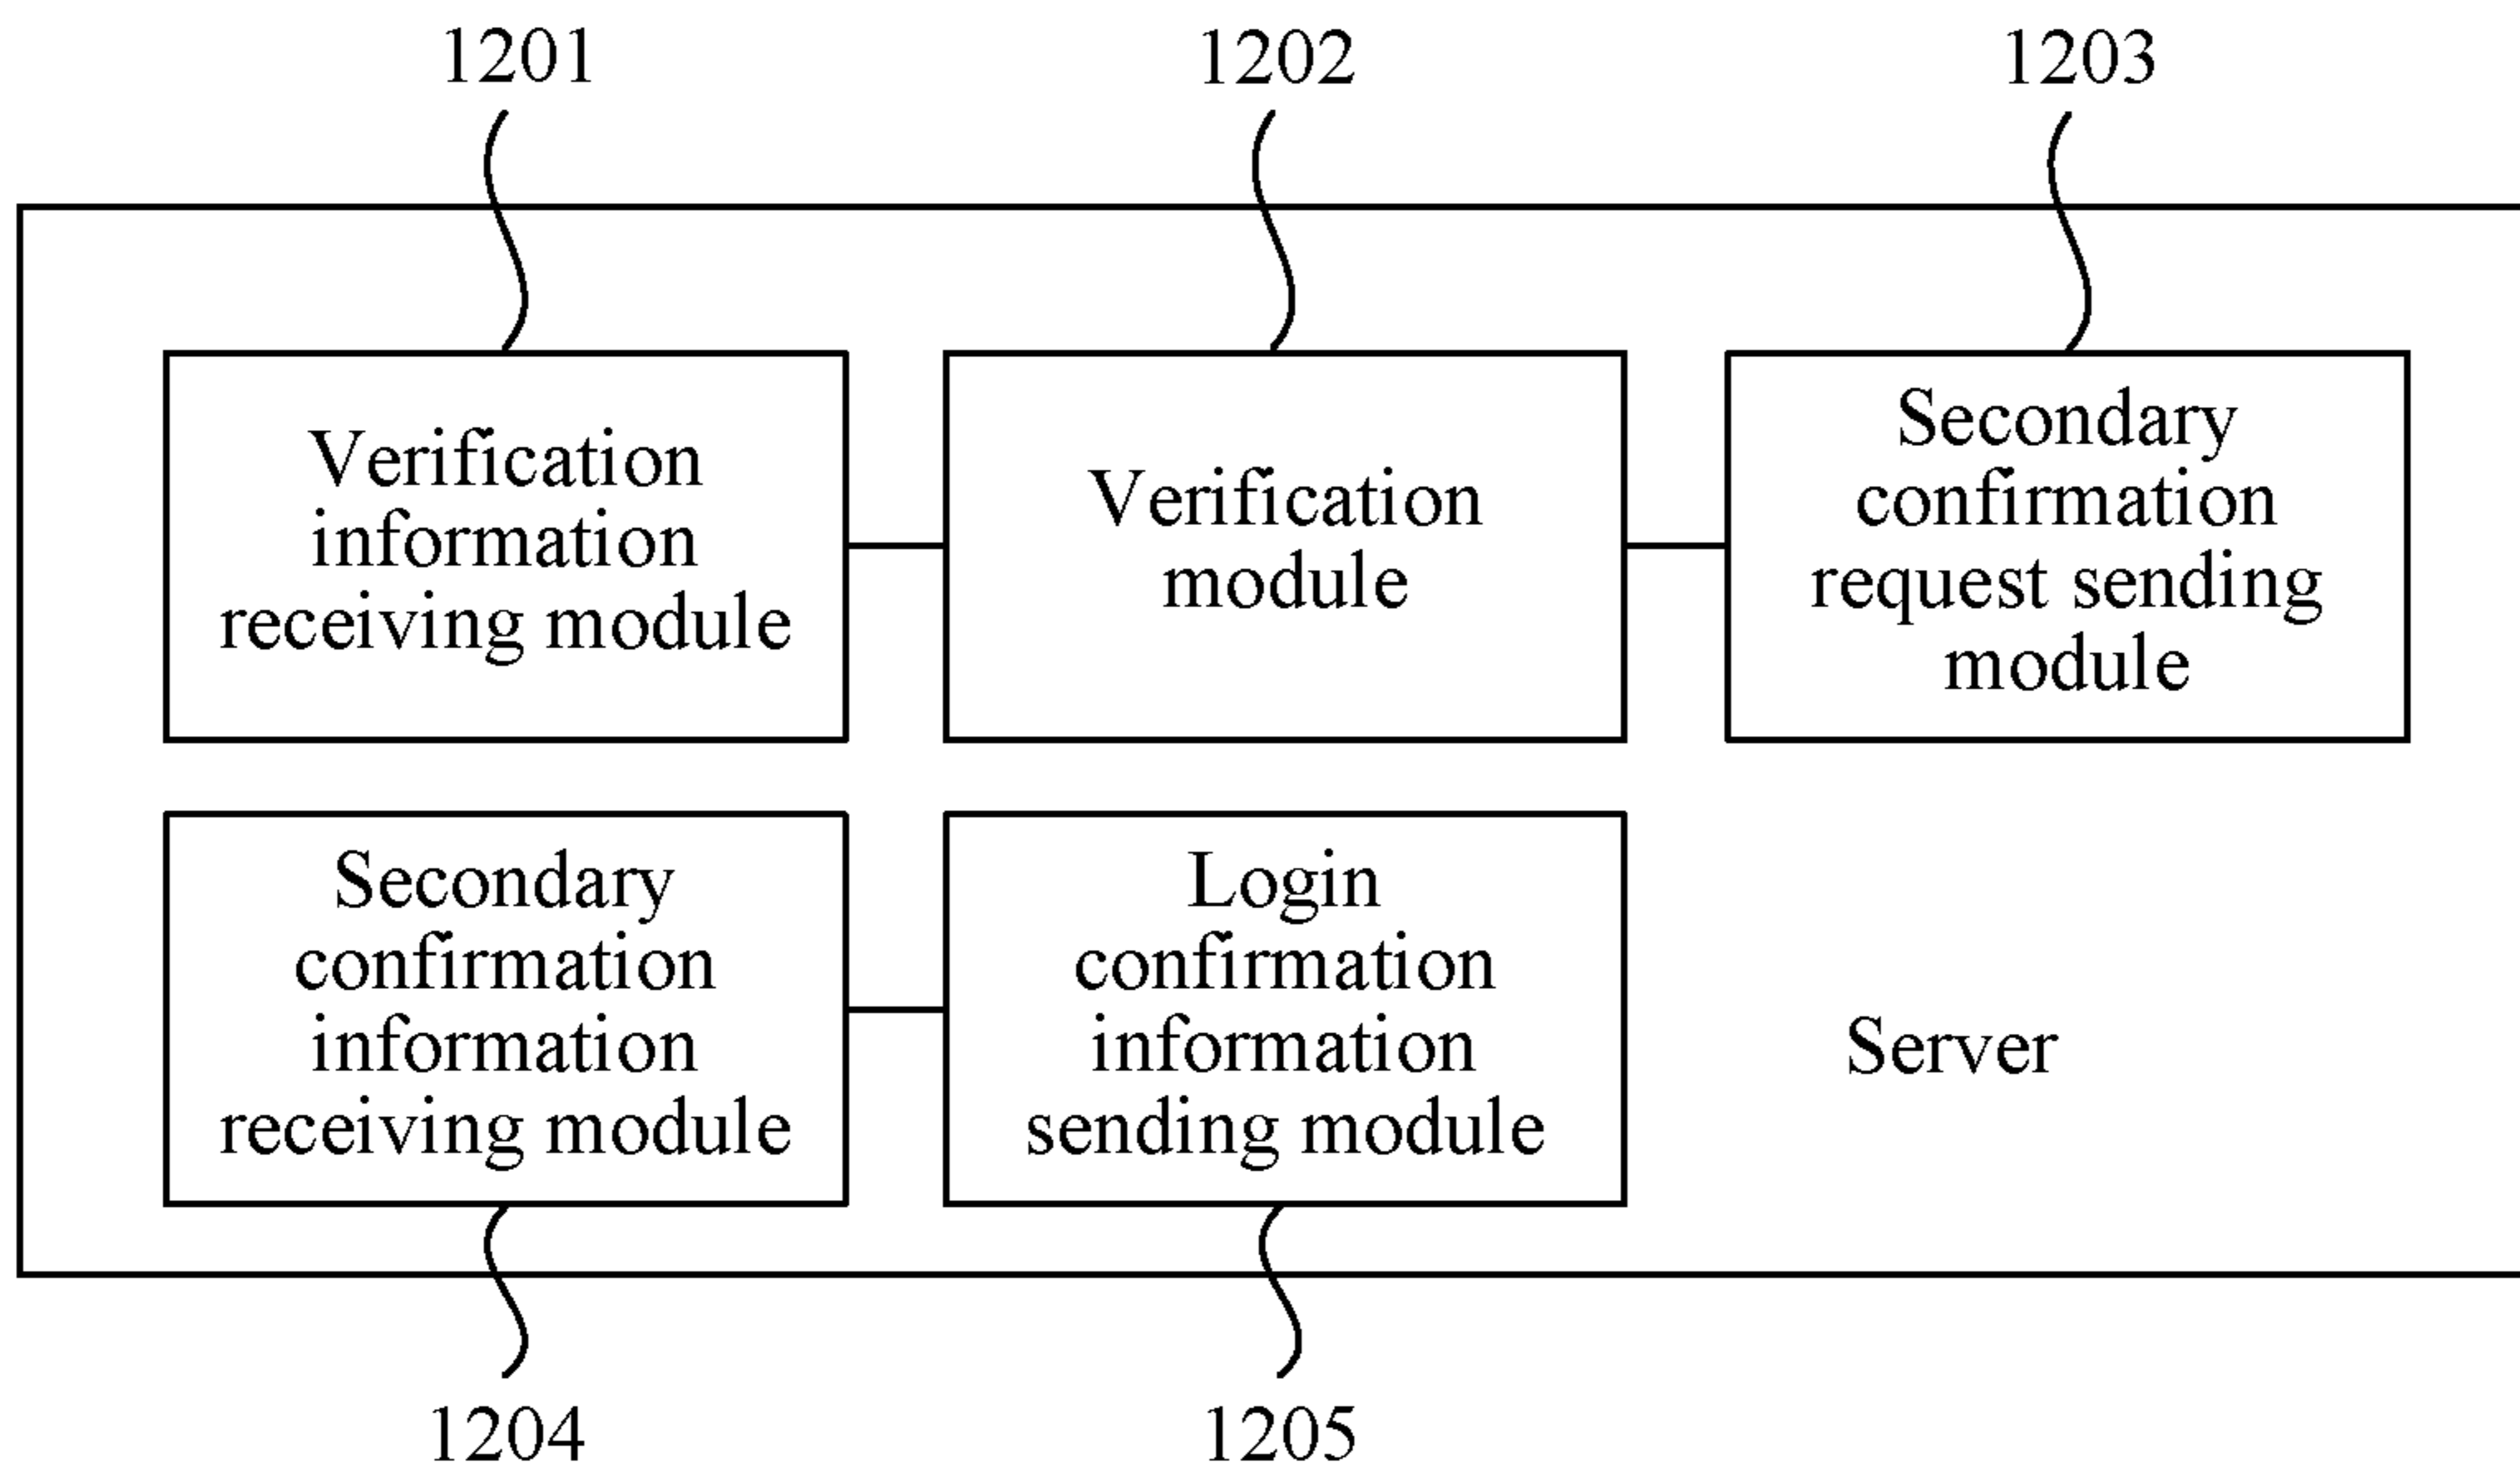 1201
1202
1203
Verification
information
receiving module
Verification
module
Secondary
confirmation
request sending
module
Secondary
confirmation
information
receiving module
Login
confirmation
information
sending module
Server
1204
1205